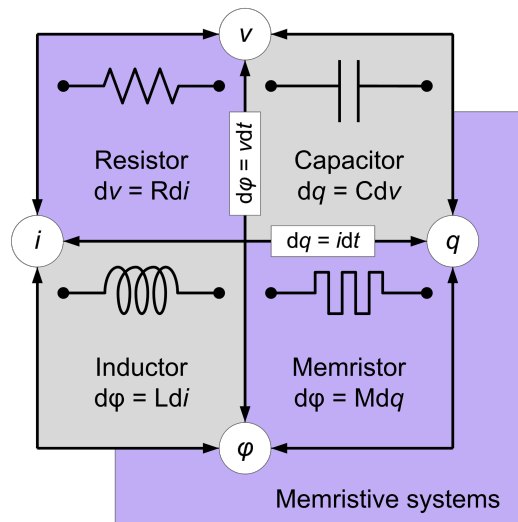 v
Resistor
dv = Rdi
dφ = vdt
Capacitor
dq = Cdv
i
dq = idt
q
Inductor
dφ = Ldi
Memristor
dφ = Mdq
φ
Memristive systems